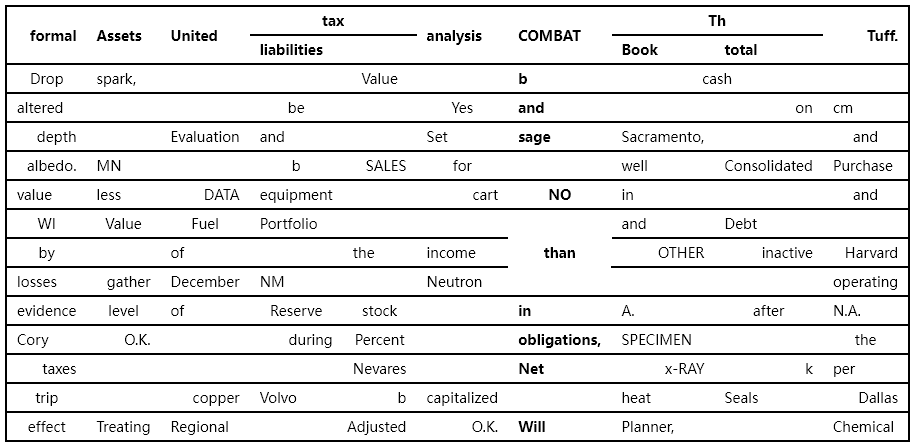 tax Th
formal Assets United analysis COMBAT Tuff.
liabilities Book total
Drop spark, Value b cash
altered be Yes and on cm
depth Evaluation and Set sage Sacramento, and
albedo. MN b SALES for well Consolidated Purchase
value less DATA equipment cart NO in and
WI Value Fuel Portfolio and Debt
by of the income than OTHER inactive Harvard
losses gather December NM Neutron operating
evidence level of Reserve stock in A. after N.A.
Cory O.K. during Percent obligations, SPECIMEN the
taxes Nevares Net x-RAY k per
trip copper Volvo b capitalized heat Seals Dallas
effect Treating Regional Adjusted O.K. Will Planner, Chemical